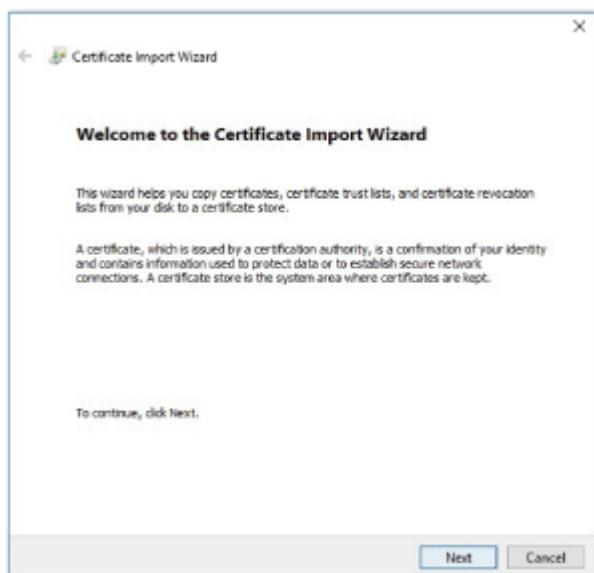 Certificate Import Wizard
Welcome to the Certificate Import Wizard
This wizard helps you copy certificates, certificate trust lists, and certificate revocation
lists from your disk to a certificate store.
A certificate, which is issued by a certification authority, is a confirmation of your identity
and contains information used to protect data or to establish secure network
connections. A certificate store is the system area where certificates are kept.
To continue, click Next.
Next
Cancel